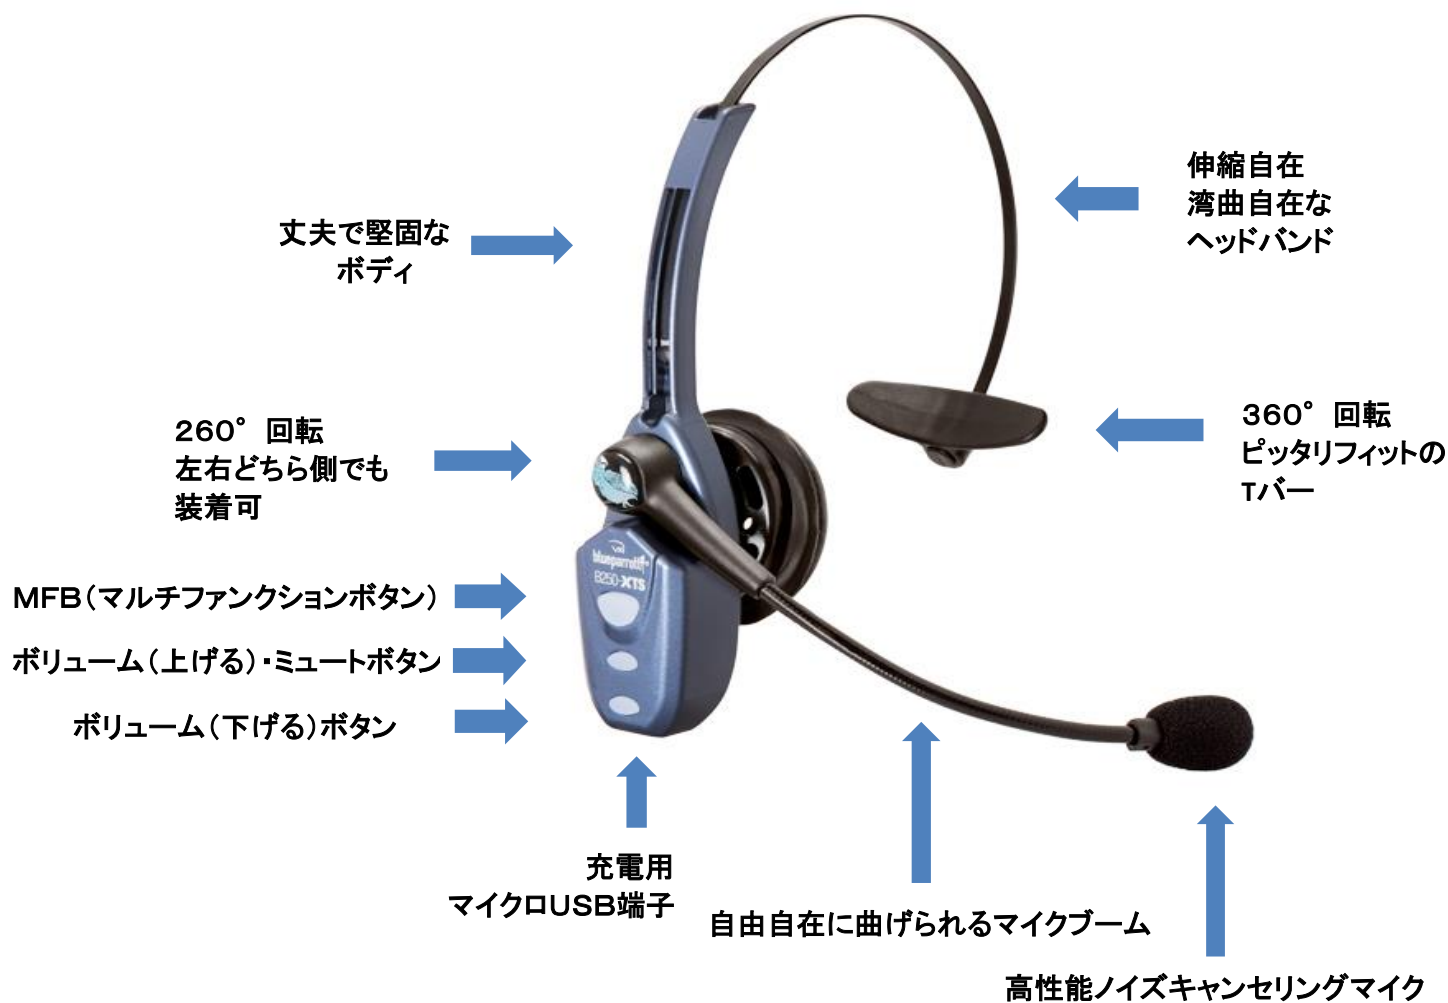 伸縮自在
湾曲自在な
ヘッドバンド
丈夫で堅固な
ボディ
360°回転
ピッタリフィットの
Tバー
260°回転
左右どちら側でも
装着可
blueparrott
B250-XTS
MFB(マルチファンクションボタン)
ボリューム(上げる)・ミュートボタン
ボリューム(下げる)ボタン
充電用
マイクロUSB端子
自由自在に曲げられるマイクブーム
高性能ノイズキャンセリングマイク